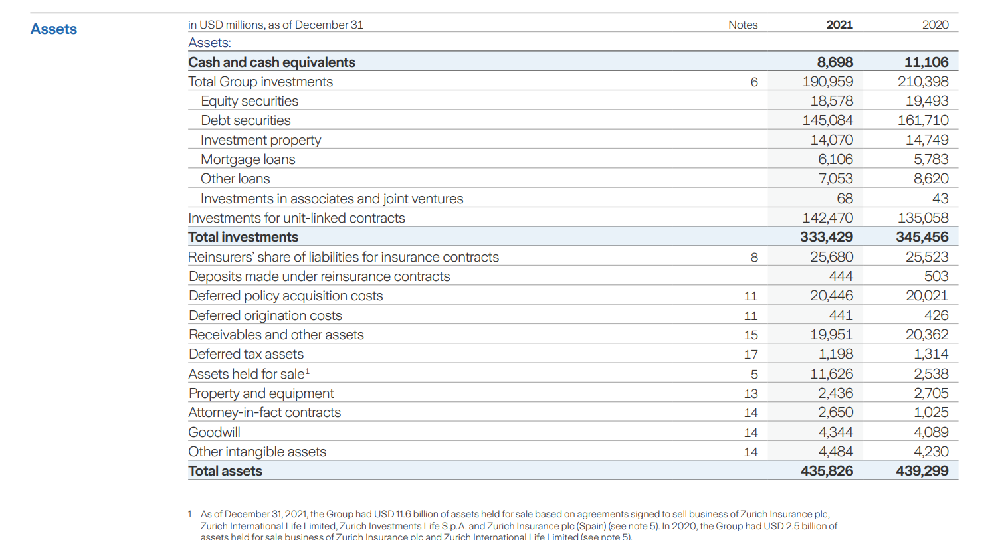 Assets
in USD millions, as of December 31 Notes 2021 2020
Assets:
Cash and cash equivalents 8,698 11,106
Total Group investments 6 190,959 210,398
Equity securities 18,578 19,493
Debt securities 145,084 161,710
Investment property 14,070 14,749
Mortgage loans 6,106 5,783
Other loans 7,053 8,620
Investments in associates and joint ventures 68 43
Investments for unit-linked contracts 142,470 135,058
Total investments 333,429 345,456
Reinsurers’ share of liabilities for insurance contracts 8 25,680 25,523
Deposits made under reinsurance contracts 444 503
Deferred policy acquisition costs 11 20,446 20,021
Deferred origination costs 11 441 426
Receivables and other assets 15 19,951 20,362
Deferred tax assets 17 1,198 1,314
Assets held for sale¹ 5 11,626 2,538
Property and equipment 13 2,436 2,705
Attorney-in-fact contracts 14 2,650 1,025
Goodwill 14 4,344 4,089
Other intangible assets 14 4,484 4,230
Total assets 435,826 439,299
1 As of December 31, 2021, the Group had USD 11.6 billion of assets held for sale based on agreements signed to sell business of Zurich Insurance plc,
Zurich International Life Limited, Zurich Investments Life S.p.A. and Zurich Insurance plc (Spain) (see note 5). In 2020, the Group had USD 2.5 billion of
assets held for sale business of Zurich Insurance plc and Zurich International Life Limited (see note 5).